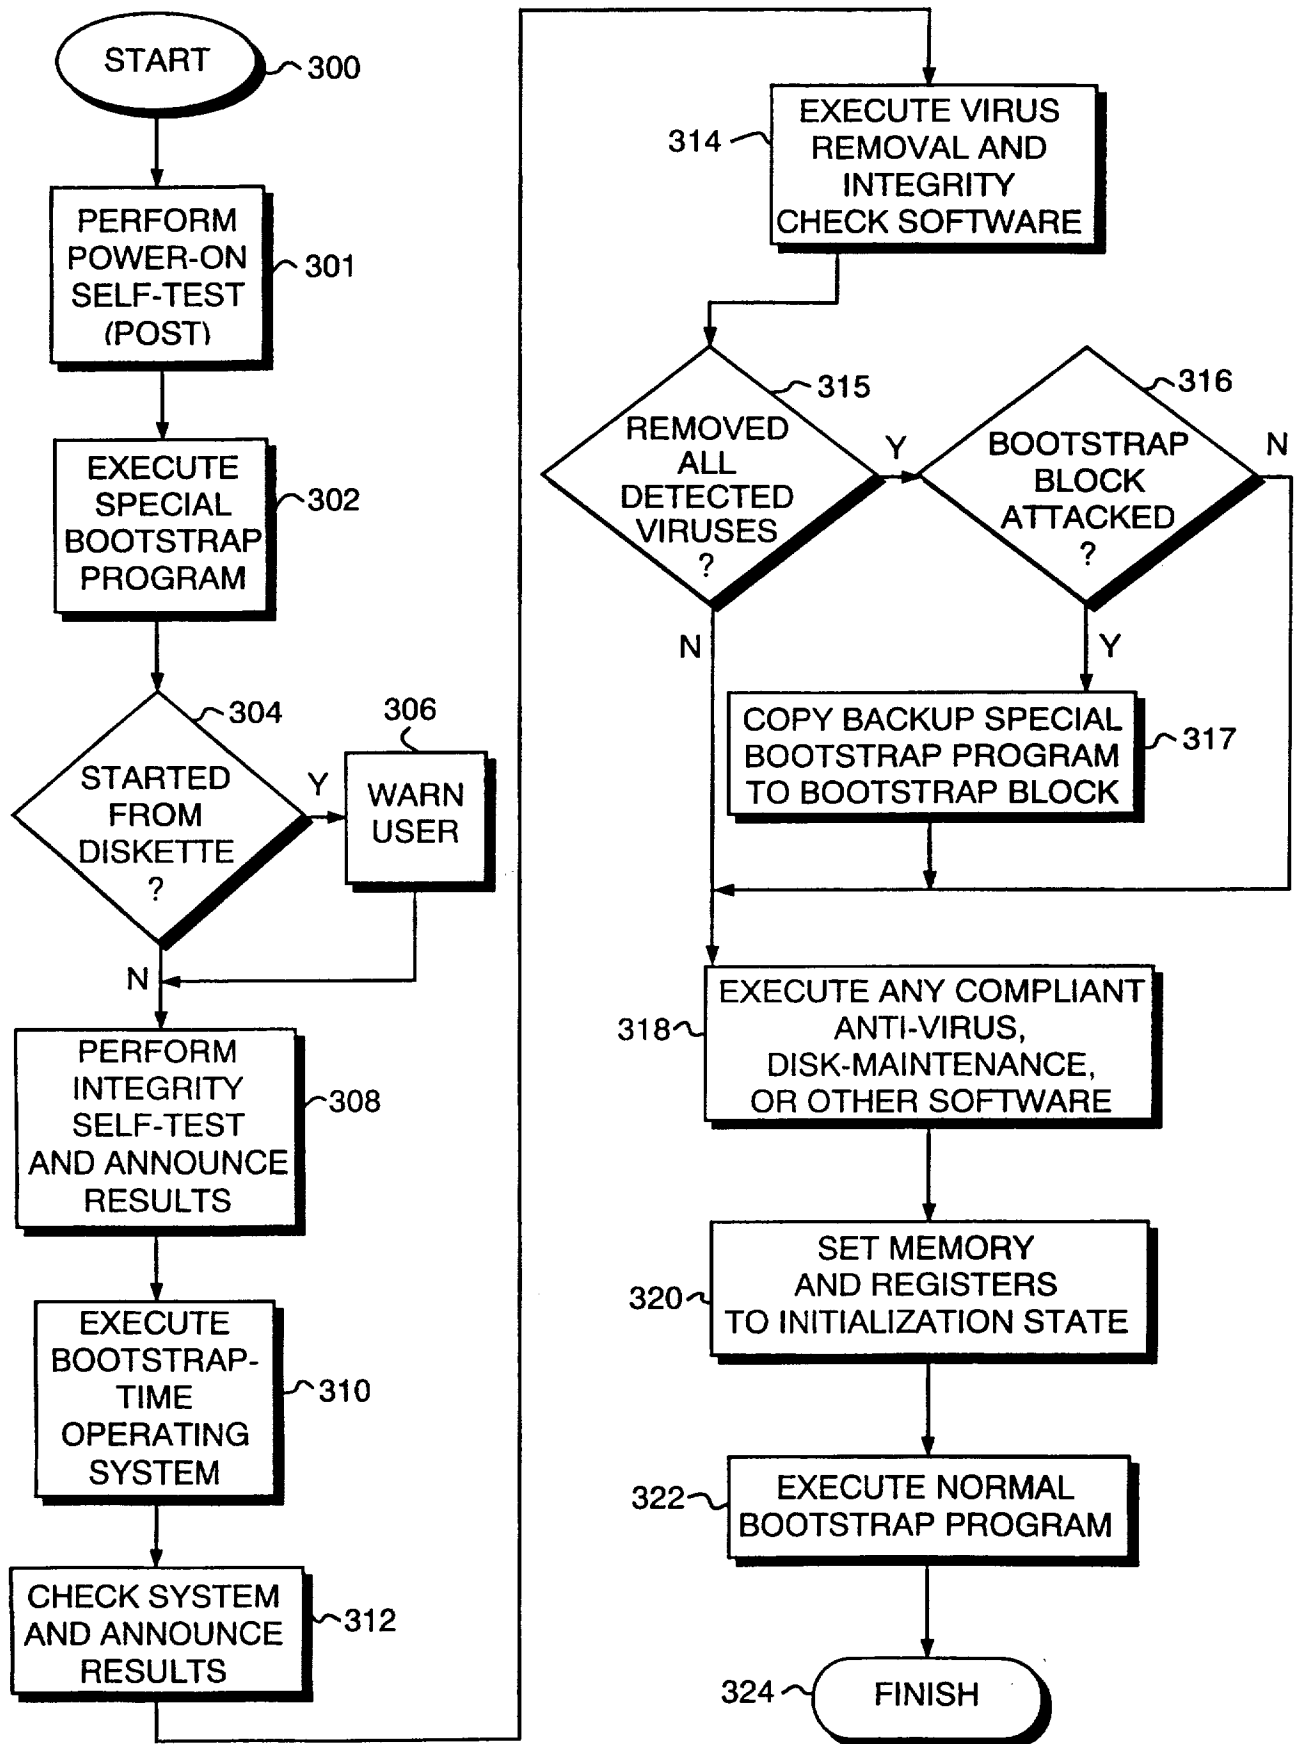 START
300
PERFORM
POWER-ON
SELF-TEST
(POST)
301
EXECUTE
SPECIAL
BOOTSTRAP
PROGRAM
302
304
STARTED
FROM
DISKETTE
?
Y
N
306
WARN
USER
PERFORM
INTEGRITY
SELF-TEST
AND ANNOUNCE
RESULTS
308
EXECUTE
BOOTSTRAP-
TIME
OPERATING
SYSTEM
310
CHECK SYSTEM
AND ANNOUNCE
RESULTS
312
314
EXECUTE VIRUS
REMOVAL AND
INTEGRITY
CHECK SOFTWARE
315
REMOVED
ALL
DETECTED
VIRUSES
?
Y
N
316
BOOTSTRAP
BLOCK
ATTACKED
?
N
Y
COPY BACKUP SPECIAL
BOOTSTRAP PROGRAM
TO BOOTSTRAP BLOCK
317
318
EXECUTE ANY COMPLIANT
ANTI-VIRUS,
DISK-MAINTENANCE,
OR OTHER SOFTWARE
320
SET MEMORY
AND REGISTERS
TO INITIALIZATION STATE
322
EXECUTE NORMAL
BOOTSTRAP PROGRAM
324
FINISH